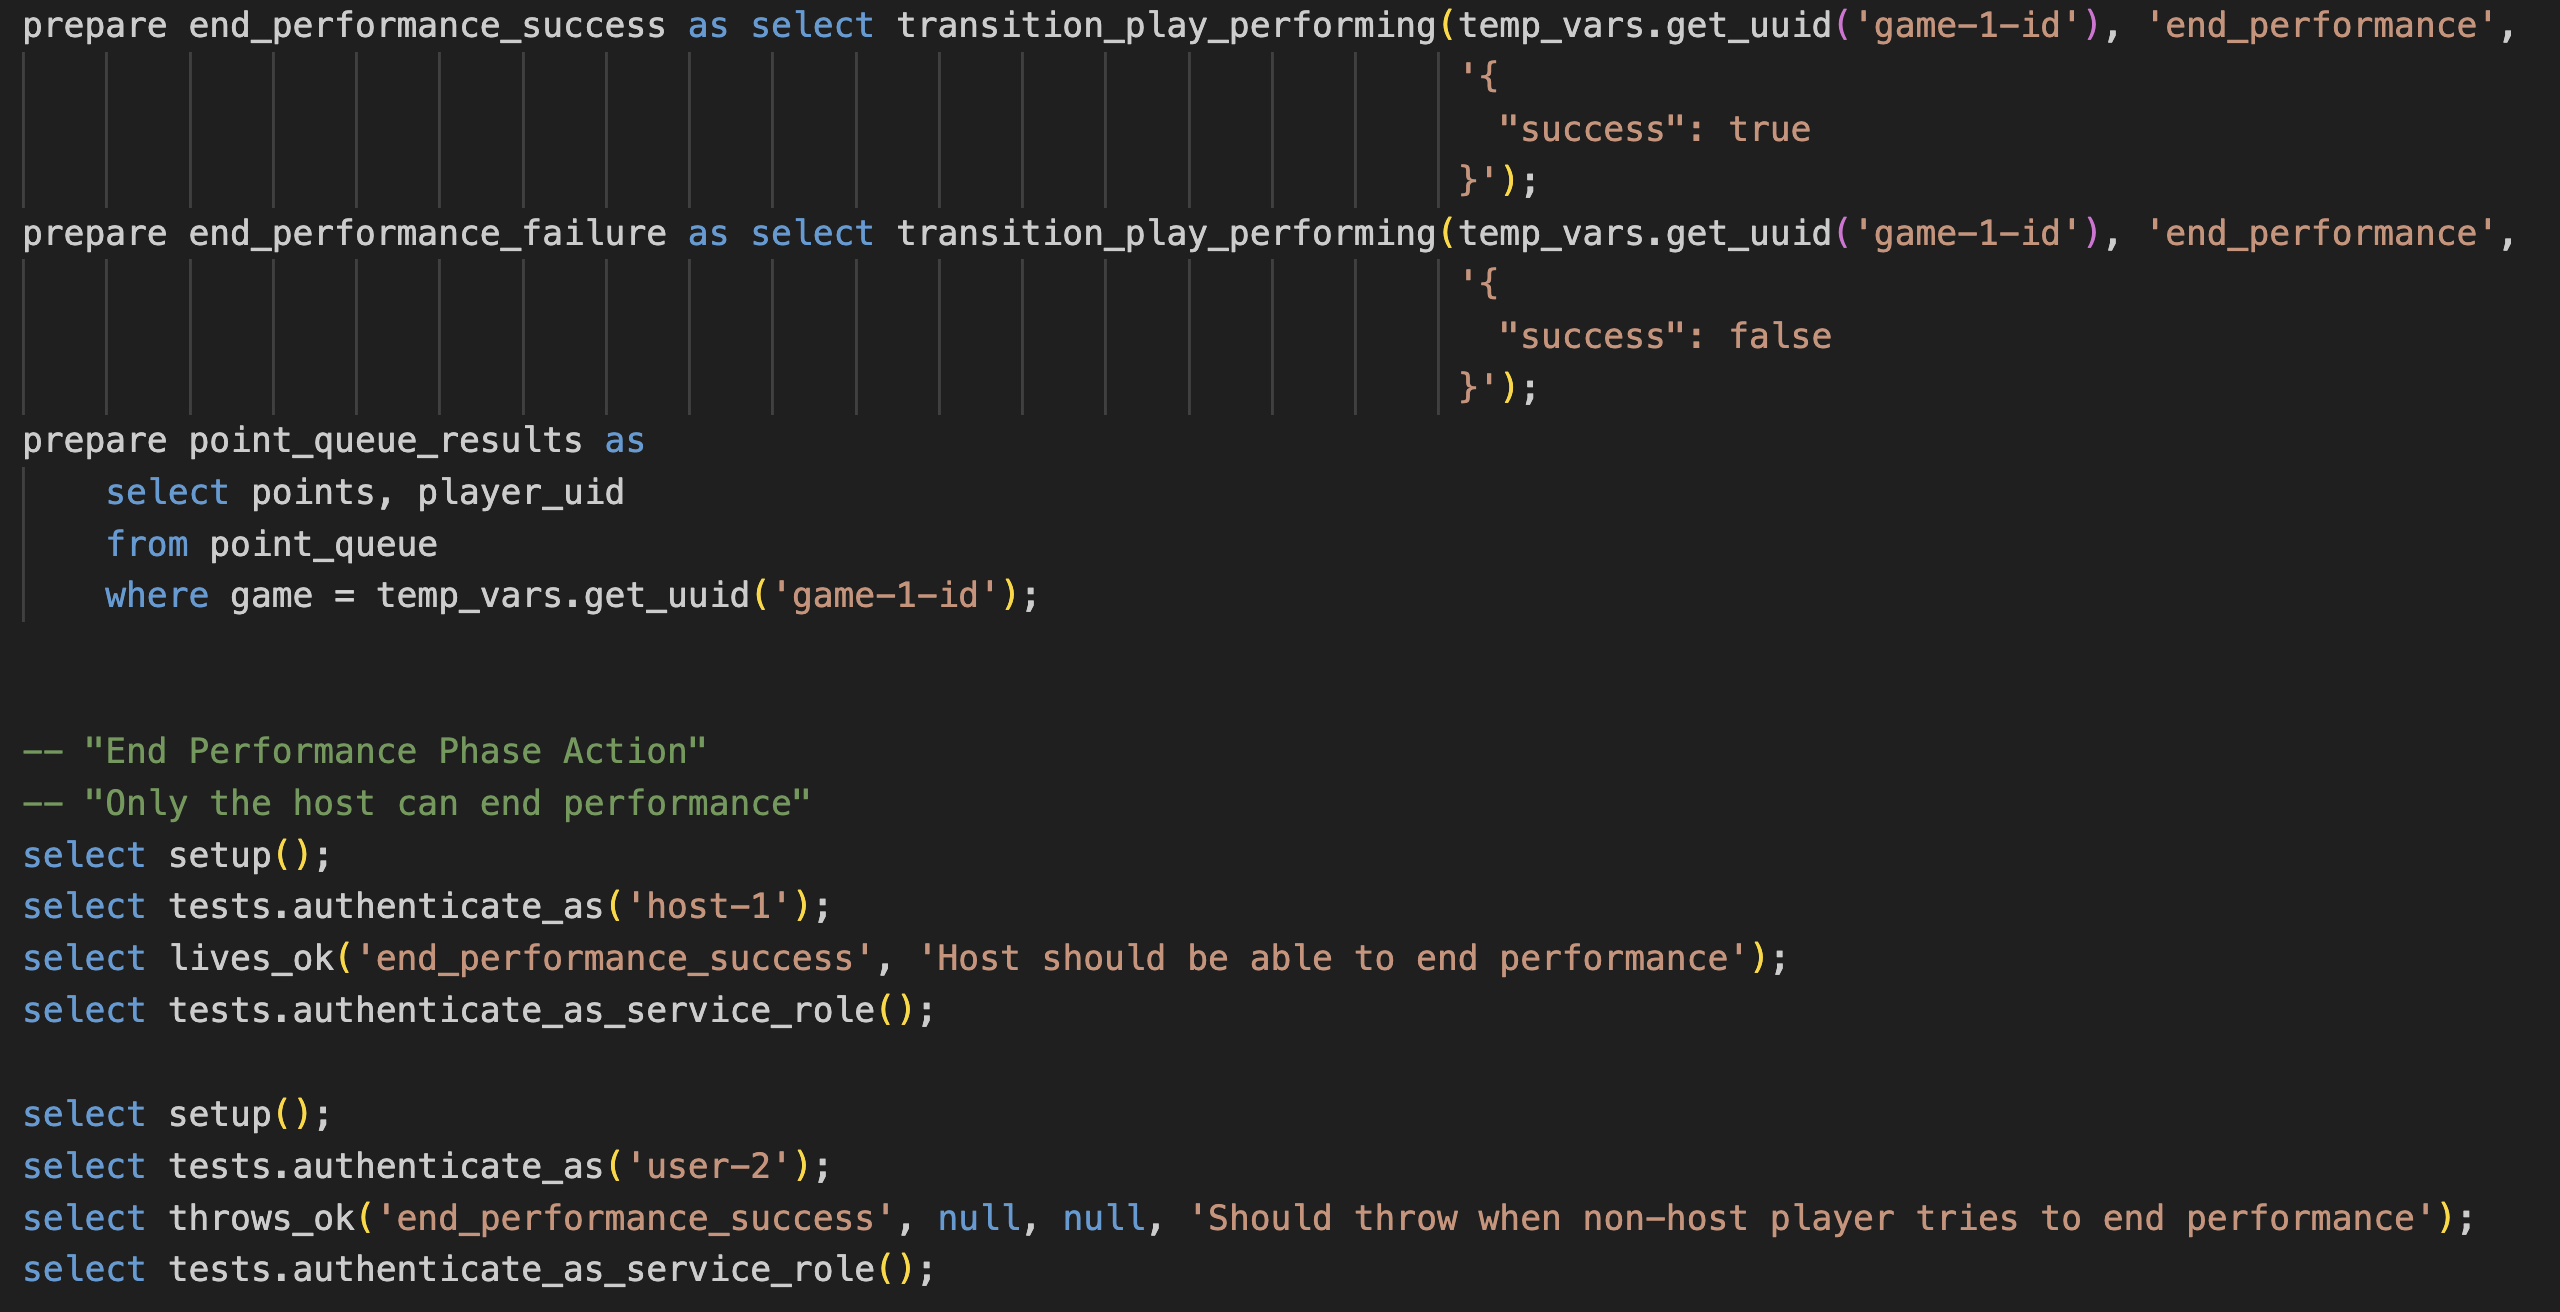 prepare end_performance_success as select transition_play_performing(temp_vars.get_uuid('game-1-id'), 'end_performance',
'{
"success": true
}');
prepare end_performance_failure as select transition_play_performing(temp_vars.get_uuid('game-1-id'), 'end_performance',
'{
"success": false
}');
prepare point_queue_results as
select points, player_uid
from point_queue
where game = temp_vars.get_uuid('game-1-id');
-- "End Performance Phase Action"
-- "Only the host can end performance"
select setup();
select tests.authenticate_as('host-1');
select lives_ok('end_performance_success', 'Host should be able to end performance');
select tests.authenticate_as_service_role();
select setup();
select tests.authenticate_as('user-2');
select throws_ok('end_performance_success', null, null, 'Should throw when non-host player tries to end performance');
select tests.authenticate_as_service_role();